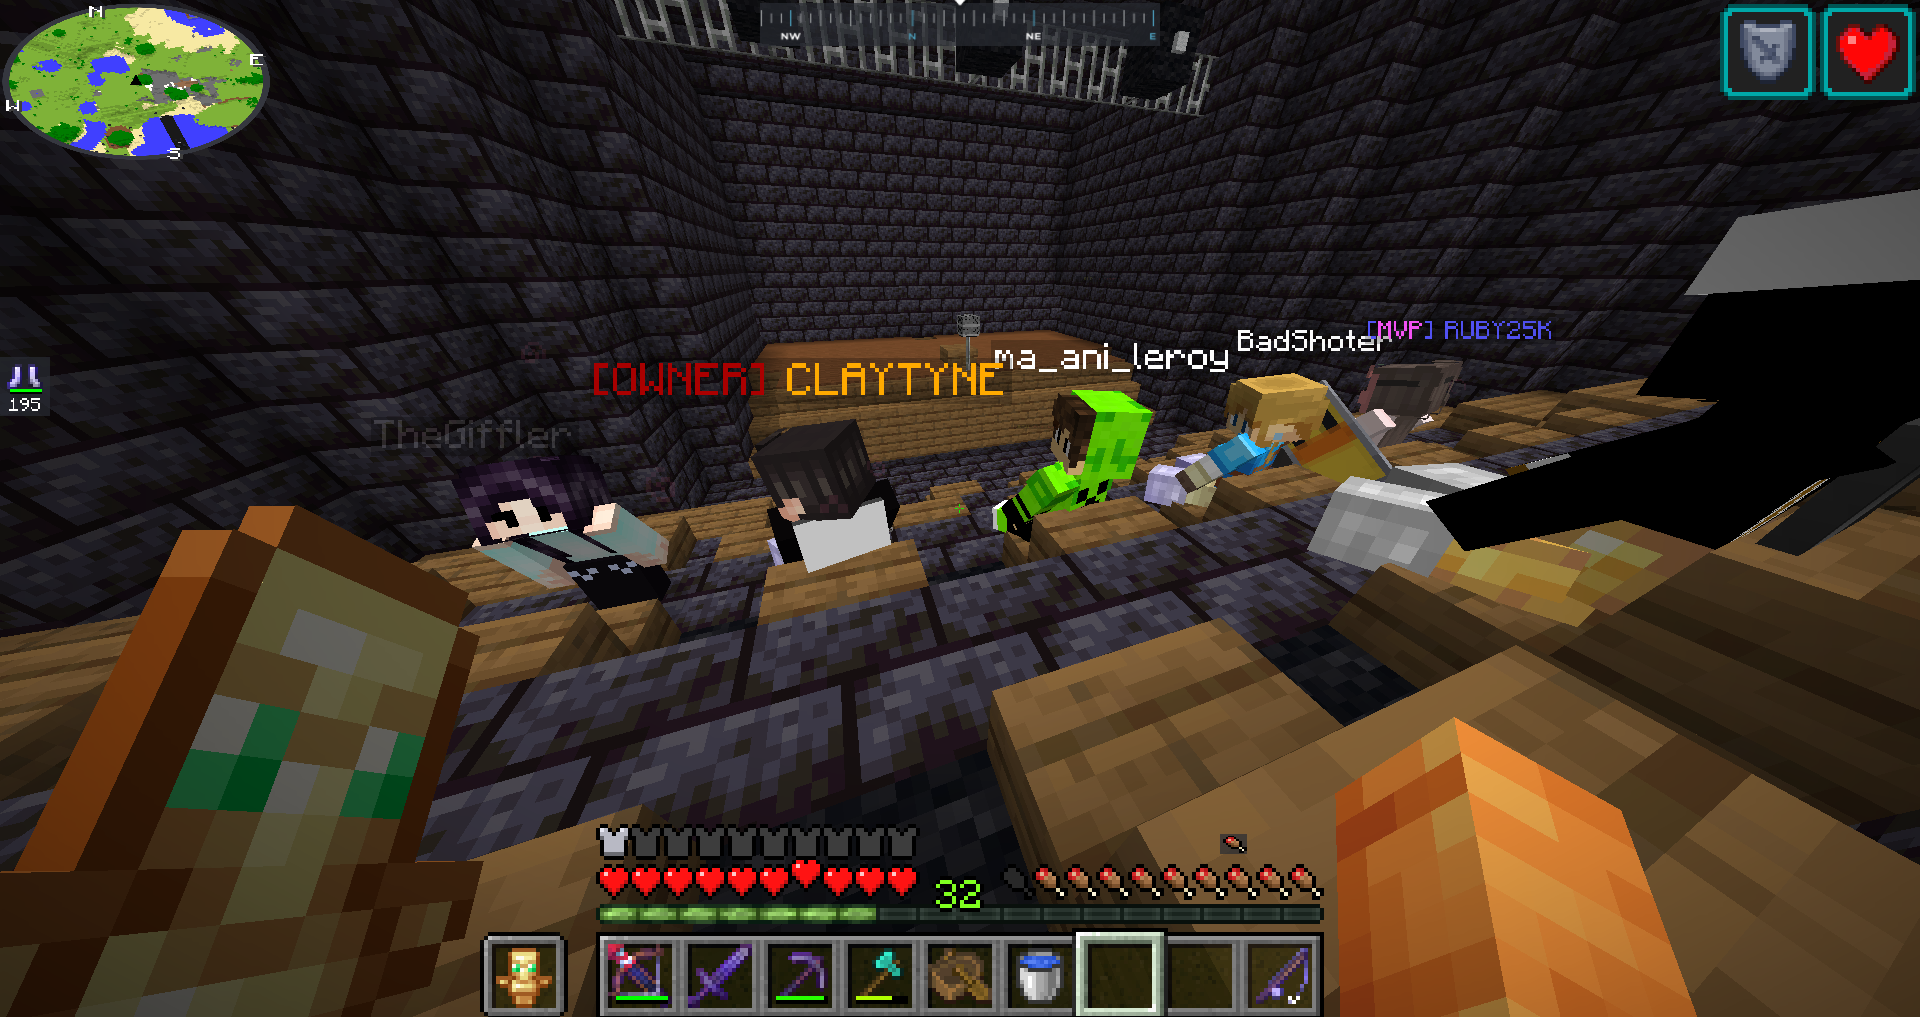 N
NW N NE E
E
W
S
[MVP] RUBY25K
BadShoter
ma_ani_leroy
[OWNER] CLAYTYNE
195
TheGiffler
32